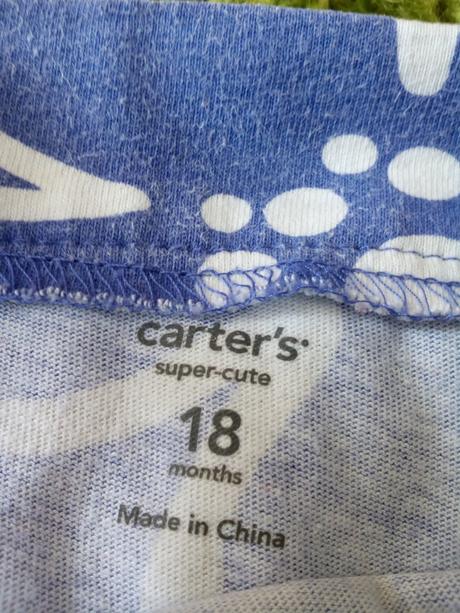 carter's
super-cute
18
months
Made in China